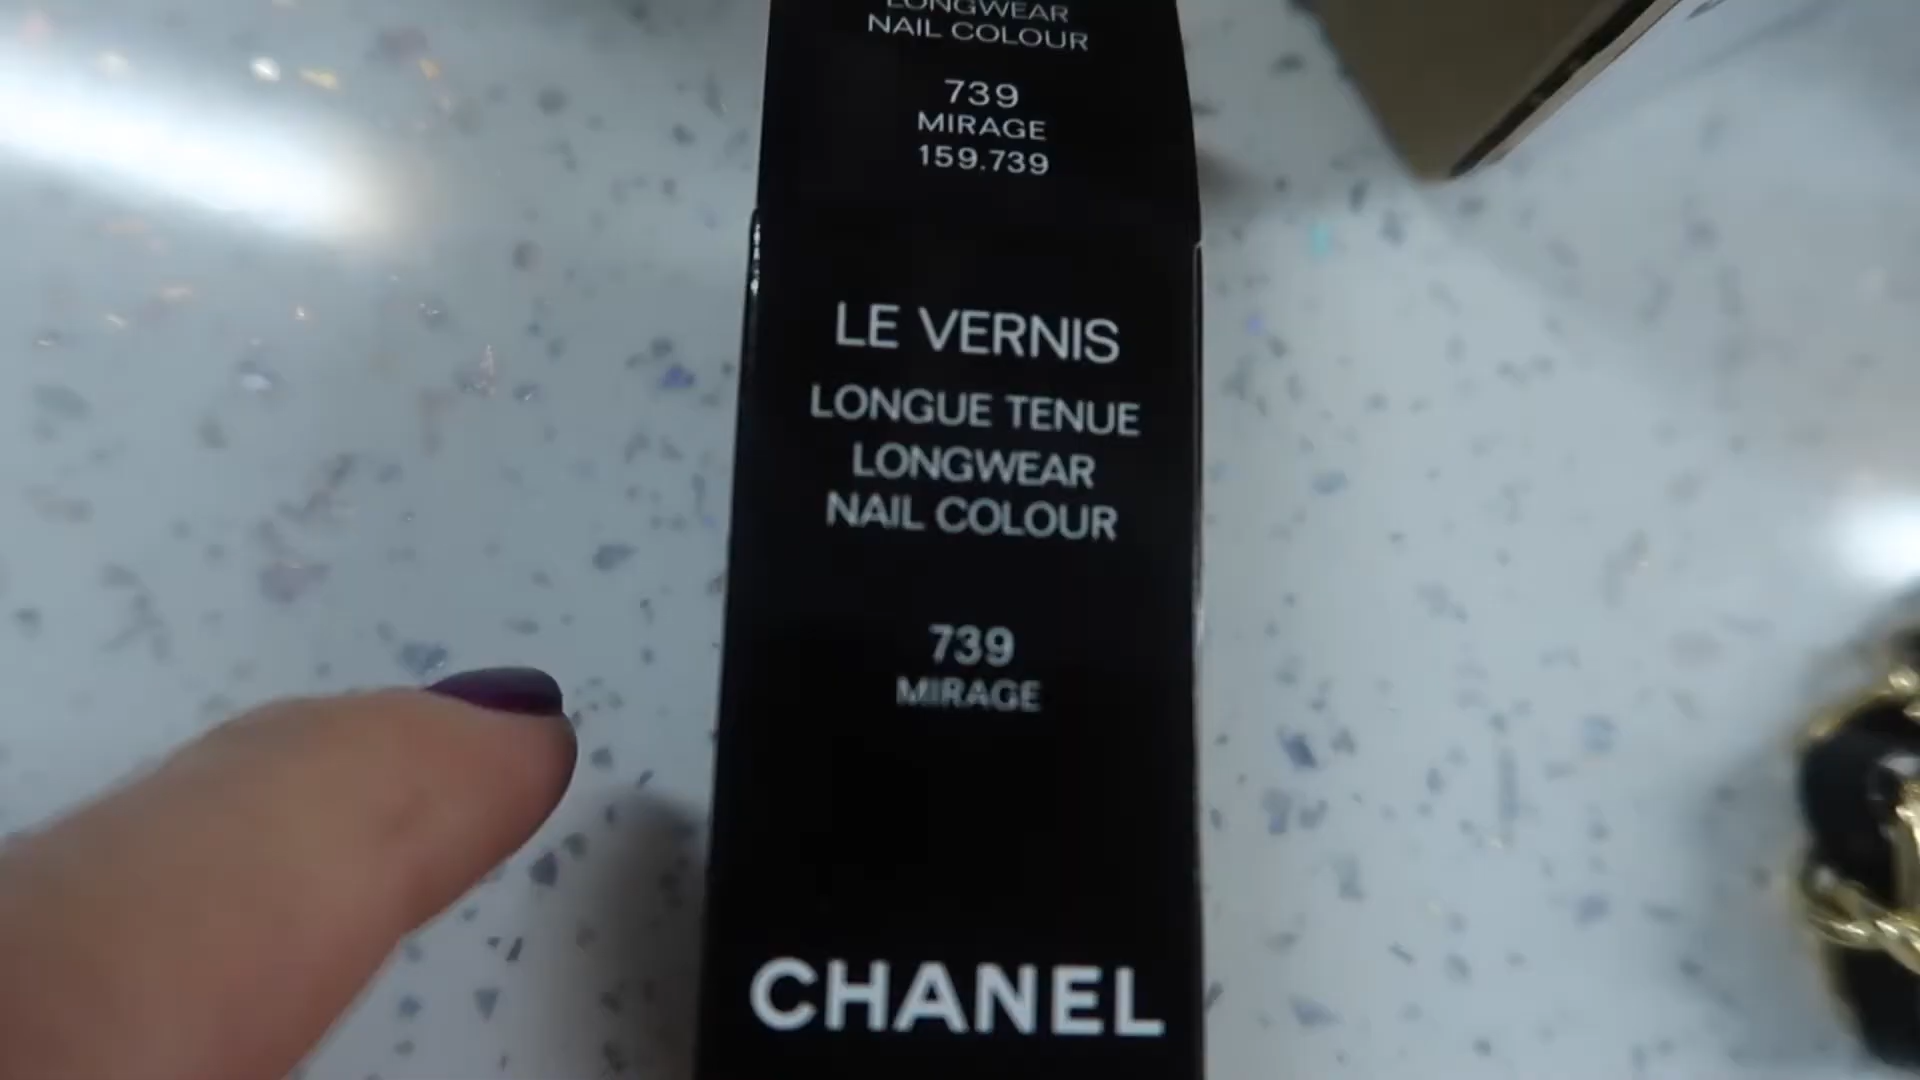 LONGWEAR
NAIL COLOUR
739
MIRAGE
159.739
LE VERNIS
LONGUE TENUE
LONGWEAR
NAIL COLOUR
739
MIRAGE
CHANEL